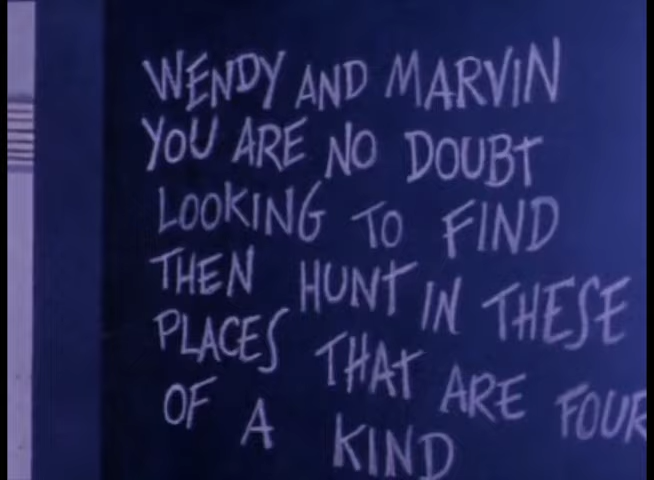 WENDY AND MARVIN
YOU ARE NO DOUBT
LOOKING TO FIND
THEN HUNT IN THESE
PLACES THAT ARE FOUR
OF A KIND